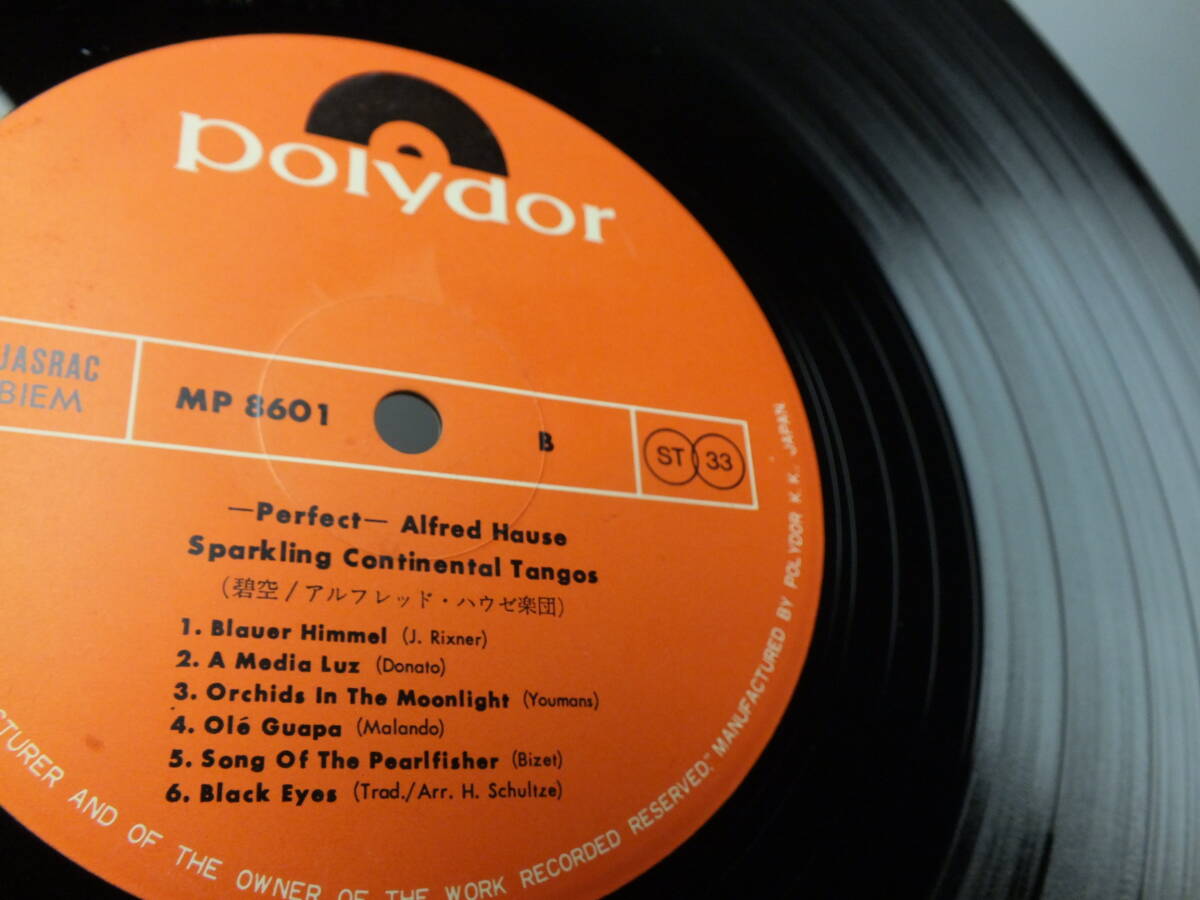 polydor
JASRAC
BIEM
MP 8601
B
ST 33
—Perfect— Alfred Hause
Sparkling Continental Tangos
(碧空/アルフレッド・ハウゼ楽団)
1. Blauer Himmel (J. Rixner)
2. A Media Luz (Donato)
3. Orchids In The Moonlight (Youmans)
4. Olé Guapa (Malando)
5. Song Of The Pearlfisher (Bizet)
6. Black Eyes (Trad./Arr. H. Schultze)
AND OF THE OWNER OF THE WORK RECORDED RESERVED. MANUFACTURED BY POLYDOR K.K. JAPAN